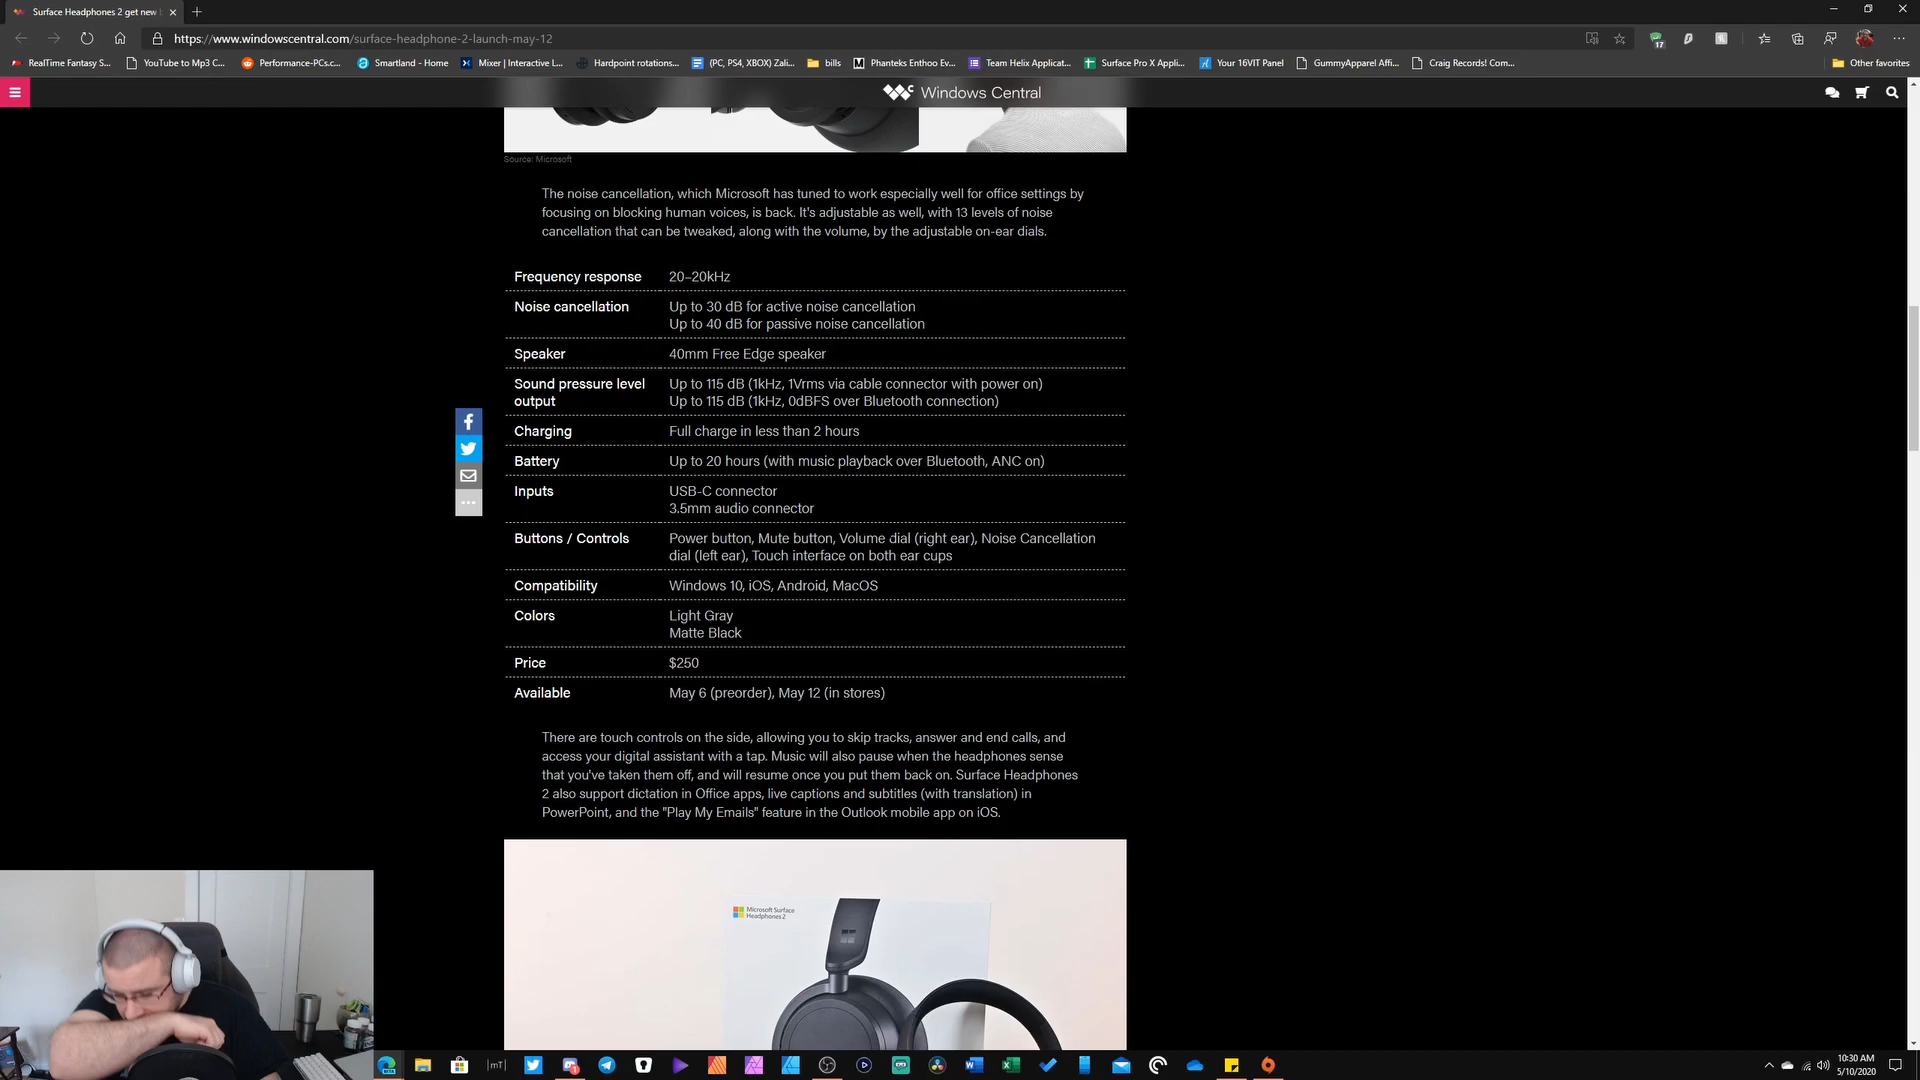 Surface Headphones 2 get new
https://www.windowscentral.com/surface-headphone-2-launch-may-12
17
RealTime Fantasy S...
YouTube to Mp3 C...
Performance-PCs.c...
Smartland - Home
Mixer | Interactive L...
Hardpoint rotations...
(PC, PS4, XBOX) Zali...
bills
Phanteks Enthoo Ev...
Team Helix Applicat...
Surface Pro X Appli...
Your 16VIT Panel
GummyApparel Affi...
Craig Records! Com...
Other favorites
Windows Central
Source: Microsoft
The noise cancellation, which Microsoft has tuned to work especially well for office settings by
focusing on blocking human voices, is back. It's adjustable as well, with 13 levels of noise
cancellation that can be tweaked, along with the volume, by the adjustable on-ear dials.
Frequency response 20–20kHz
Noise cancellation Up to 30 dB for active noise cancellation
Up to 40 dB for passive noise cancellation
Speaker 40mm Free Edge speaker
Sound pressure level Up to 115 dB (1kHz, 1Vrms via cable connector with power on)
output Up to 115 dB (1kHz, 0dBFS over Bluetooth connection)
Charging Full charge in less than 2 hours
Battery Up to 20 hours (with music playback over Bluetooth, ANC on)
Inputs USB-C connector
3.5mm audio connector
Buttons / Controls Power button, Mute button, Volume dial (right ear), Noise Cancellation
dial (left ear), Touch interface on both ear cups
Compatibility Windows 10, iOS, Android, MacOS
Colors Light Gray
Matte Black
Price $250
Available May 6 (preorder), May 12 (in stores)
There are touch controls on the side, allowing you to skip tracks, answer and end calls, and
access your digital assistant with a tap. Music will also pause when the headphones sense
that you've taken them off, and will resume once you put them back on. Surface Headphones
2 also support dictation in Office apps, live captions and subtitles (with translation) in
PowerPoint, and the "Play My Emails" feature in the Outlook mobile app on iOS.
Microsoft Surface
Headphones 2
mT
10:30 AM
5/10/2020